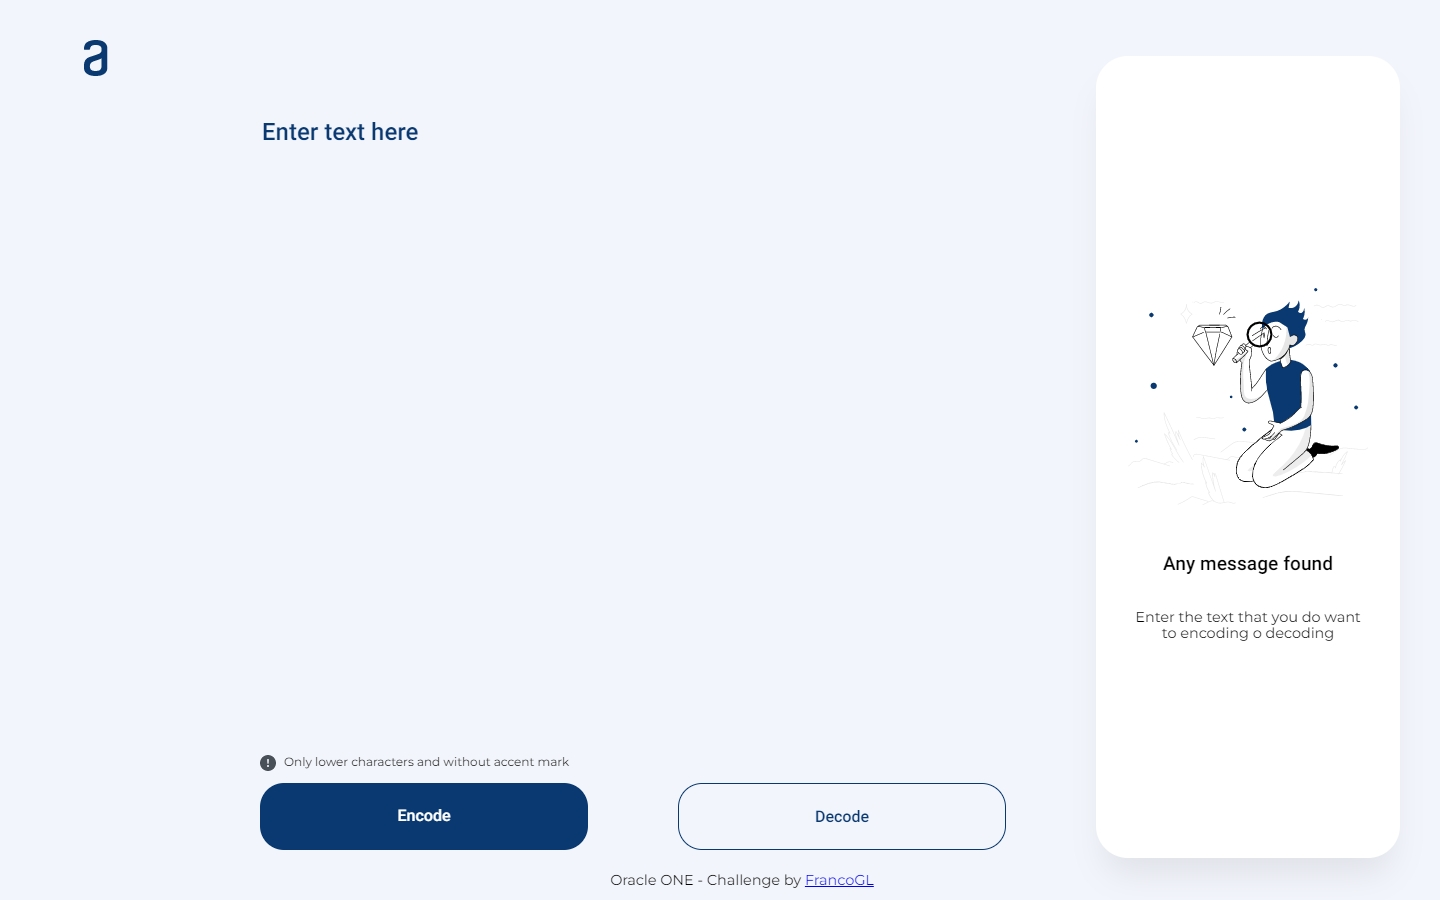 a
Enter text here
Any message found
Enter the text that you do want
to encoding o decoding
Only lower characters and without accent mark
Encode
Decode
Oracle ONE - Challenge by FrancoGL